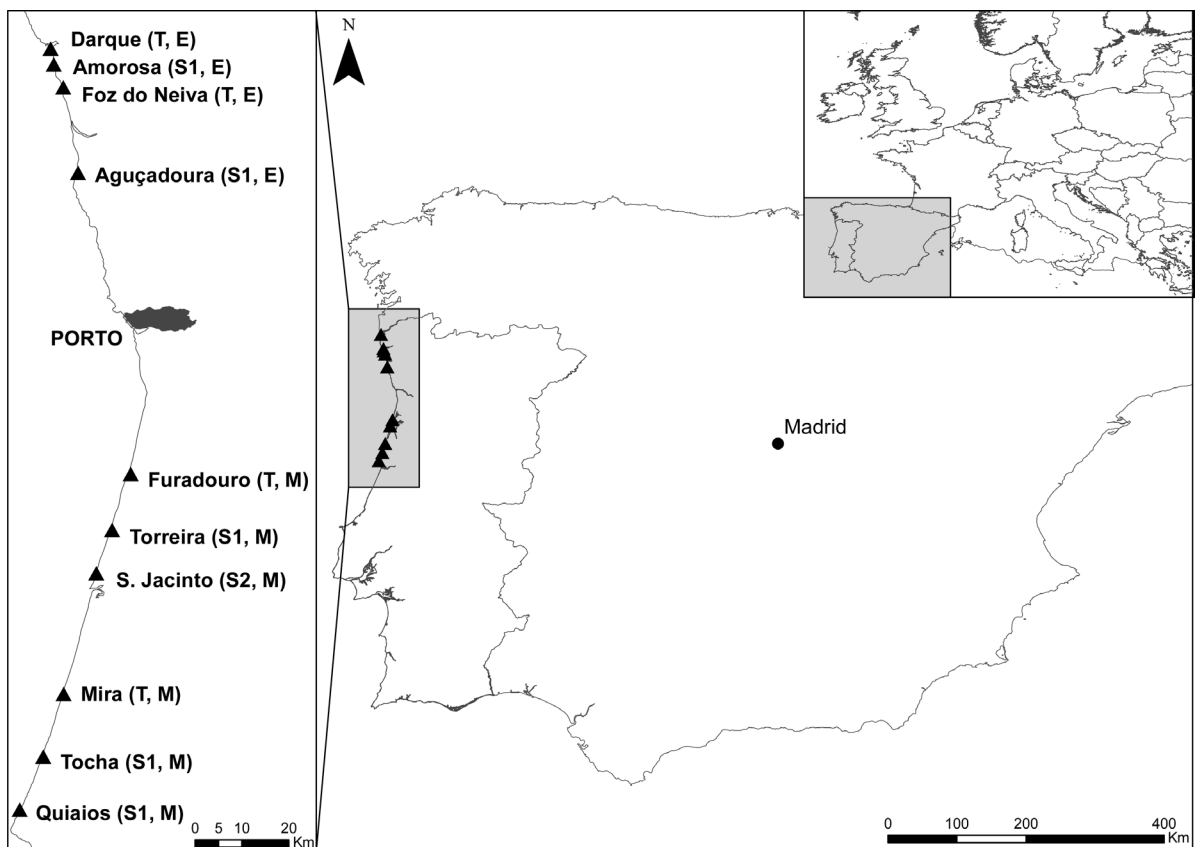 Darque (T, E)
Amorosa (S1, E)
Foz do Neiva (T, E)
Aguçadoura (S1, E)
PORTO
Furadouro (T, M)
Torreira (S1, M)
S. Jacinto (S2, M)
Mira (T, M)
Tocha (S1, M)
Quiaios (S1, M)
0 5 10 20
Km
N
Madrid
0 100 200 400
Km